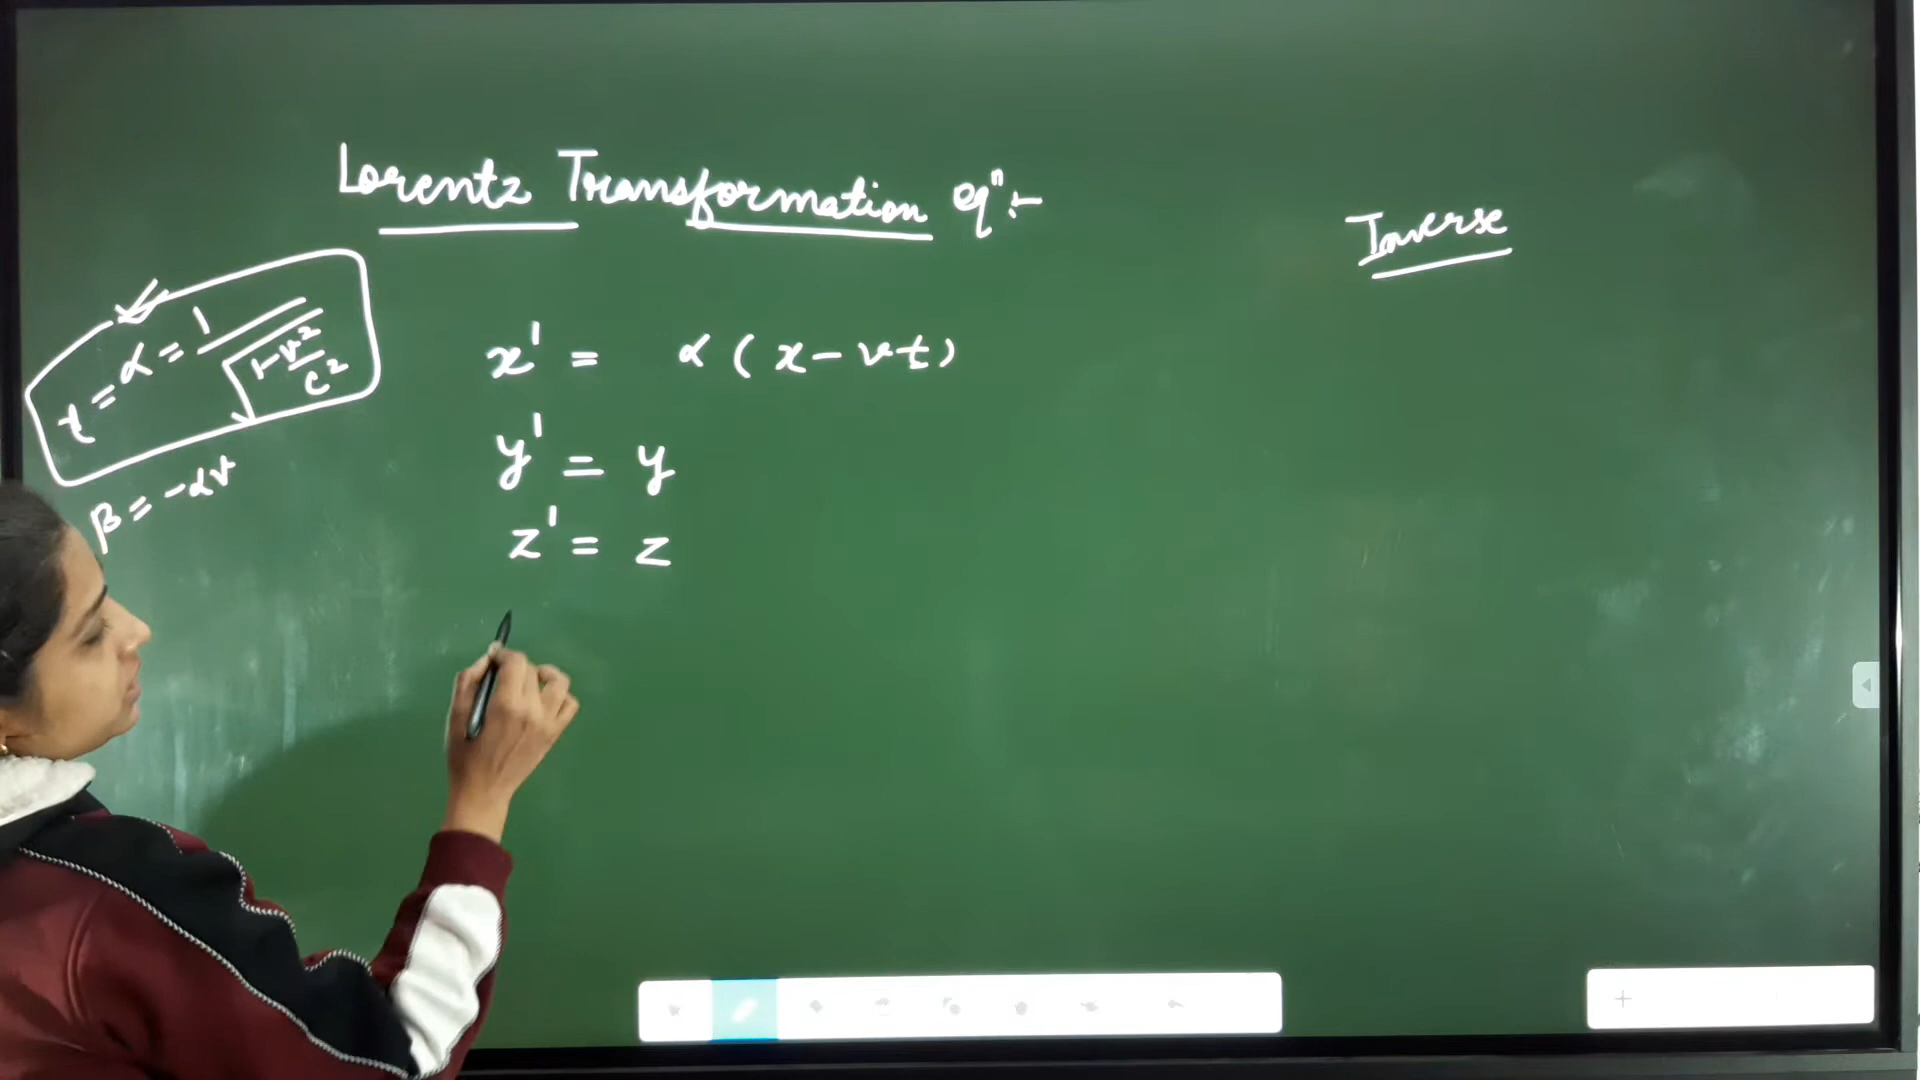 Lorentz Transformation eqⁿ:-
Inverse
t = α = 1/√(1-v²/c²)
β = -αv
x' = α(x-vt)
y' = y
z' = z